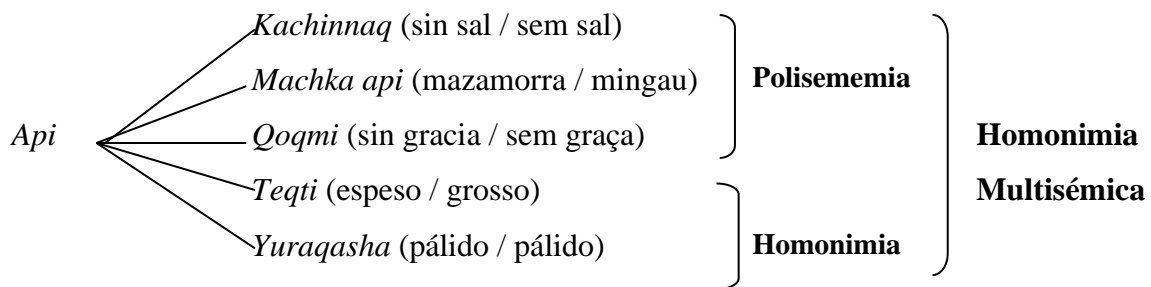 Kachinnaq (sin sal / sem sal)
Machka api (mazamorra / mingau) Polisememia
Api Qoqmi (sin gracia / sem graça) Homonimia
Teqti (espeso / grosso) Multisémica
Yuraqasha (pálido / pálido) Homonimia